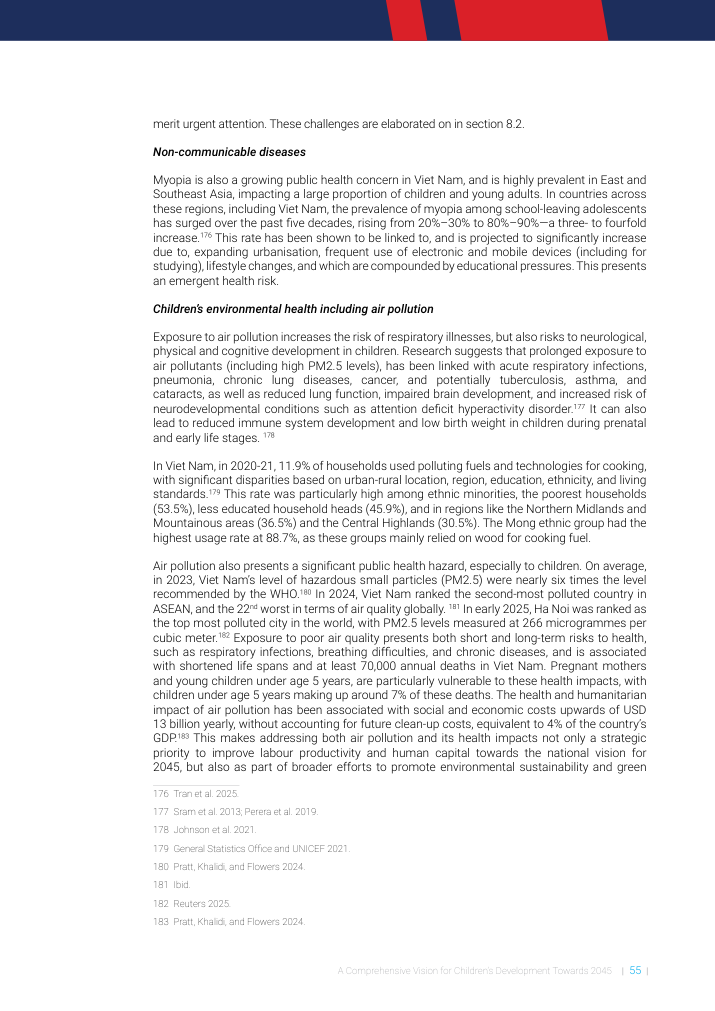 merit urgent attention. These challenges are elaborated on in section 8.2.
Non-communicable diseases
Myopia is also a growing public health concern in Viet Nam, and is highly prevalent in East and
Southeast Asia, impacting a large proportion of children and young adults. In countries across
these regions, including Viet Nam, the prevalence of myopia among school-leaving adolescents
has surged over the past five decades, rising from 20%–30% to 80%–90%—a three- to fourfold
increase.176 This rate has been shown to be linked to, and is projected to significantly increase
due to, expanding urbanisation, frequent use of electronic and mobile devices (including for
studying), lifestyle changes, and which are compounded by educational pressures. This presents
an emergent health risk.
Children's environmental health including air pollution
Exposure to air pollution increases the risk of respiratory illnesses, but also risks to neurological,
physical and cognitive development in children. Research suggests that prolonged exposure to
air pollutants (including high PM2.5 levels), has been linked with acute respiratory infections,
pneumonia, chronic lung diseases, cancer, and potentially tuberculosis, asthma, and
cataracts, as well as reduced lung function, impaired brain development, and increased risk of
neurodevelopmental conditions such as attention deficit hyperactivity disorder.177 It can also
lead to reduced immune system development and low birth weight in children during prenatal
and early life stages. 178
In Viet Nam, in 2020-21, 11.9% of households used polluting fuels and technologies for cooking,
with significant disparities based on urban-rural location, region, education, ethnicity, and living
standards.179 This rate was particularly high among ethnic minorities, the poorest households
(53.5%), less educated household heads (45.9%), and in regions like the Northern Midlands and
Mountainous areas (36.5%) and the Central Highlands (30.5%). The Mong ethnic group had the
highest usage rate at 88.7%, as these groups mainly relied on wood for cooking fuel.
Air pollution also presents a significant public health hazard, especially to children. On average,
in 2023, Viet Nam's level of hazardous small particles (PM2.5) were nearly six times the level
recommended by the WHO.180 In 2024, Viet Nam ranked the second-most polluted country in
ASEAN, and the 22nd worst in terms of air quality globally. 181 In early 2025, Ha Noi was ranked as
the top most polluted city in the world, with PM2.5 levels measured at 266 microgrammes per
cubic meter.182 Exposure to poor air quality presents both short and long-term risks to health,
such as respiratory infections, breathing difficulties, and chronic diseases, and is associated
with shortened life spans and at least 70,000 annual deaths in Viet Nam. Pregnant mothers
and young children under age 5 years, are particularly vulnerable to these health impacts, with
children under age 5 years making up around 7% of these deaths. The health and humanitarian
impact of air pollution has been associated with social and economic costs upwards of USD
13 billion yearly, without accounting for future clean-up costs, equivalent to 4% of the country's
GDP.183 This makes addressing both air pollution and its health impacts not only a strategic
priority to improve labour productivity and human capital towards the national vision for
2045, but also as part of broader efforts to promote environmental sustainability and green
176 Tran et al. 2025.
177 Sram et al. 2013; Perera et al. 2019.
178 Johnson et al. 2021.
179 General Statistics Office and UNICEF 2021.
180 Pratt, Khalidi, and Flowers 2024.
181 Ibid.
182 Reuters 2025.
183 Pratt, Khalidi, and Flowers 2024.
A Comprehensive Vision for Children's Development Towards 2045 | 55 |